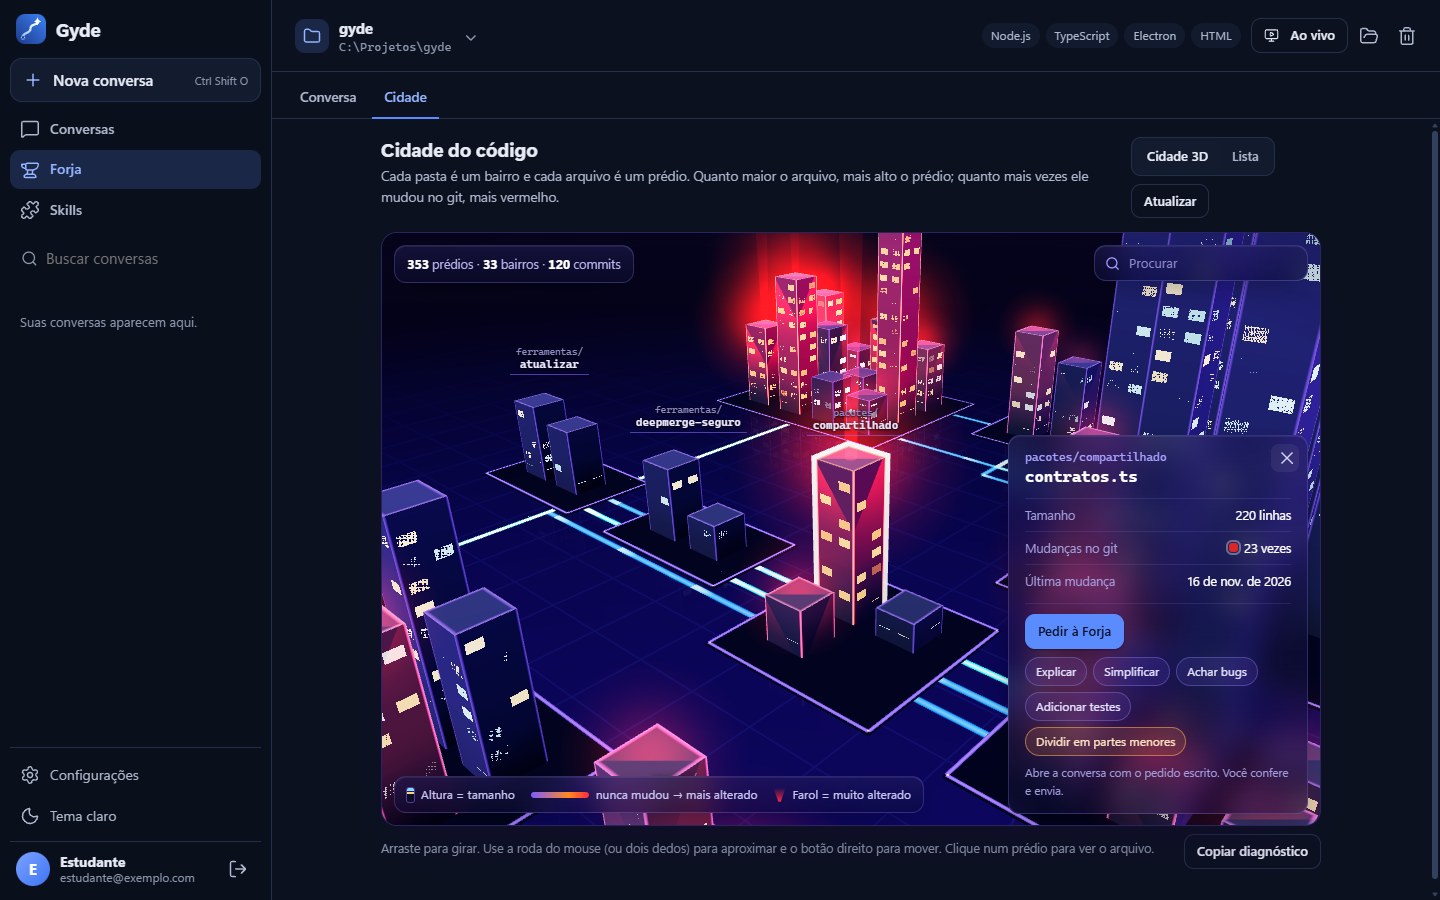 Gyde
Nova conversa
Ctrl Shift O
Conversas
Forja
Skills
Buscar conversas
Suas conversas aparecem aqui.
Configurações
Tema claro
E
Estudante
estudante@exemplo.com
gyde
C:\Projetos\gyde
Node.js
TypeScript
Electron
HTML
Ao vivo
Conversa
Cidade
Cidade do código
Cada pasta é um bairro e cada arquivo é um prédio. Quanto maior o arquivo, mais alto o prédio; quanto mais vezes ele
mudou no git, mais vermelho.
Cidade 3D
Lista
Atualizar
353 prédios · 33 bairros · 120 commits
Procurar
ferramentas/
atualizar
ferramentas/
deepmerge-seguro
pacotes/
compartilhado
pacotes/compartilhado
contratos.ts
Tamanho
220 linhas
Mudanças no git
23 vezes
Última mudança
16 de nov. de 2026
Pedir à Forja
Explicar
Simplificar
Achar bugs
Adicionar testes
Dividir em partes menores
Abre a conversa com o pedido escrito. Você confere
e envia.
Altura = tamanho
nunca mudou → mais alterado
Farol = muito alterado
Arraste para girar. Use a roda do mouse (ou dois dedos) para aproximar e o botão direito para mover. Clique num prédio para ver o arquivo.
Copiar diagnóstico